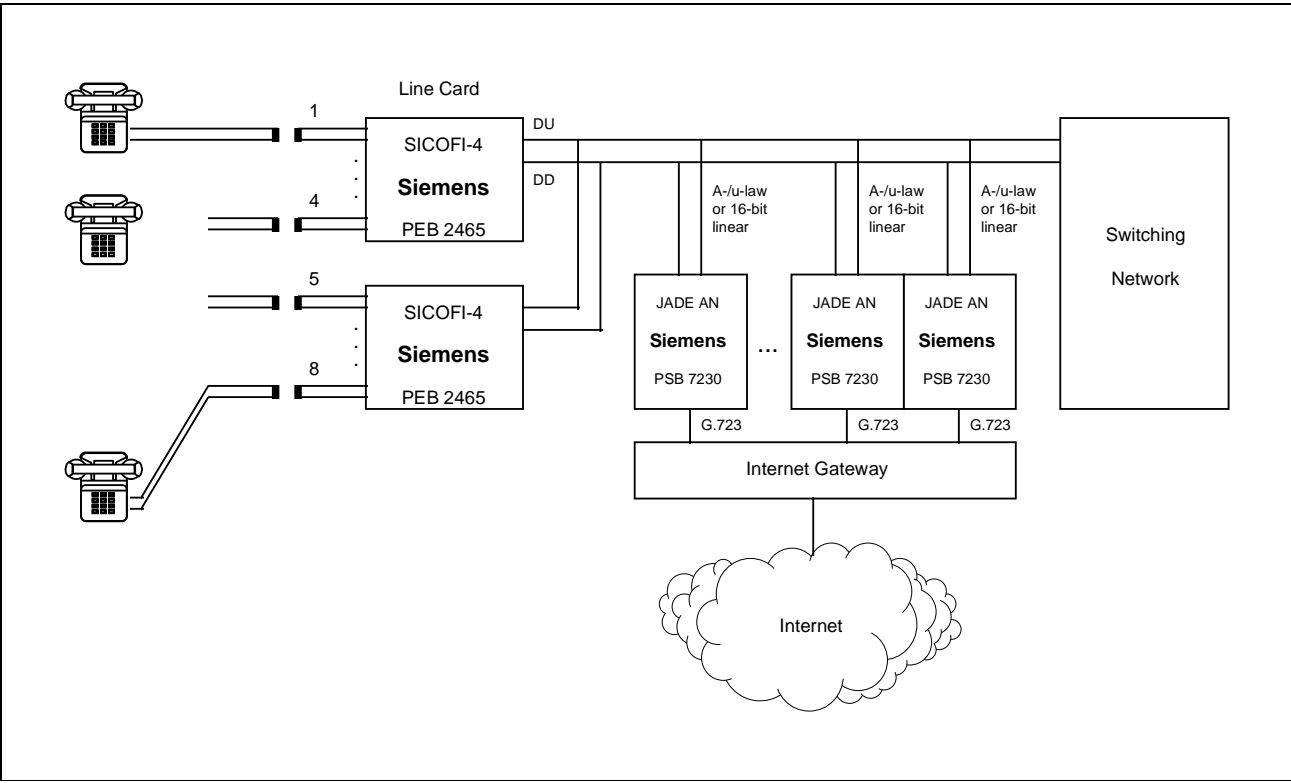 Line Card
1
SICOFI-4
Siemens
PEB 2465
4
DU
DD
5
SICOFI-4
Siemens
PEB 2465
8
A-/u-law
or 16-bit
linear
A-/u-law
or 16-bit
linear
A-/u-law
or 16-bit
linear
JADE AN
Siemens
PSB 7230
...
JADE AN
Siemens
PSB 7230
JADE AN
Siemens
PSB 7230
G.723
G.723
G.723
Internet Gateway
Internet
Switching
Network